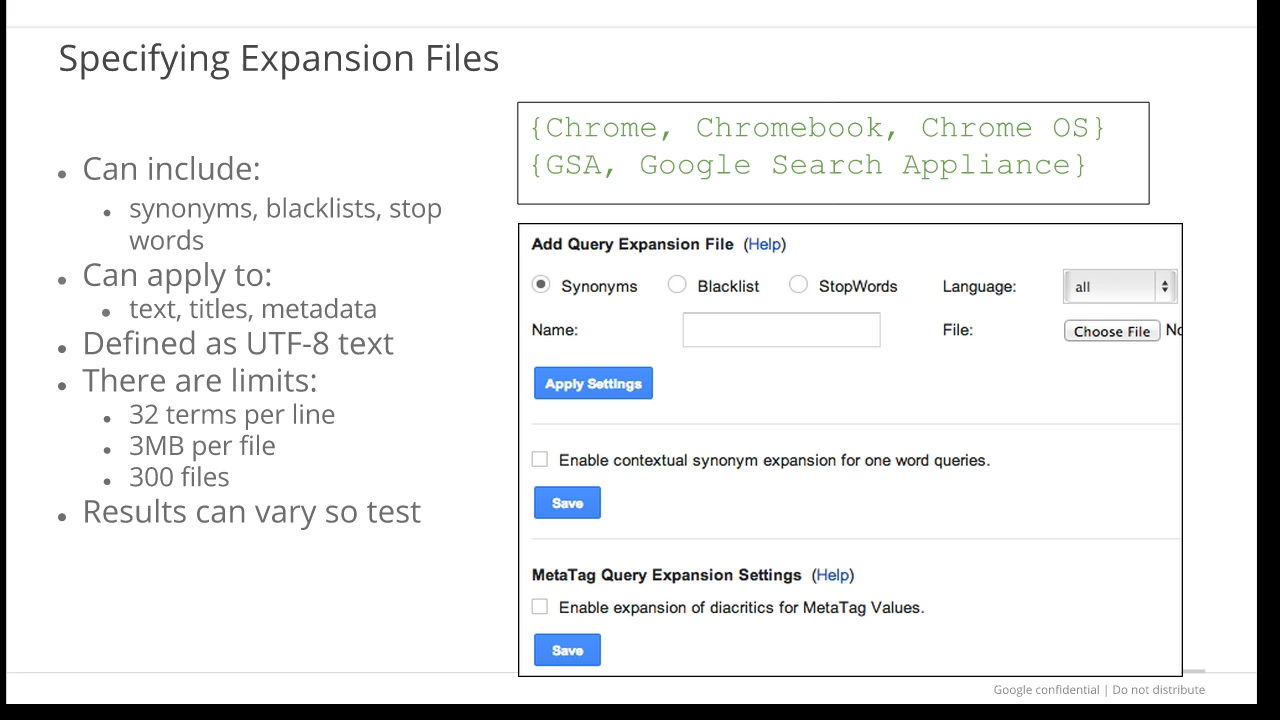 Specifying Expansion Files
Can include:
synonyms, blacklists, stop
words
Can apply to:
text, titles, metadata
Defined as UTF-8 text
There are limits:
32 terms per line
3MB per file
300 files
Results can vary so test
{Chrome, Chromebook, Chrome OS}
{GSA, Google Search Appliance}
Add Query Expansion File (Help)
Synonyms Blacklist StopWords Language: all
Name: File: Choose File
Apply Settings
Enable contextual synonym expansion for one word queries.
Save
MetaTag Query Expansion Settings (Help)
Enable expansion of diacritics for MetaTag Values.
Save
Google confidential | Do not distribute